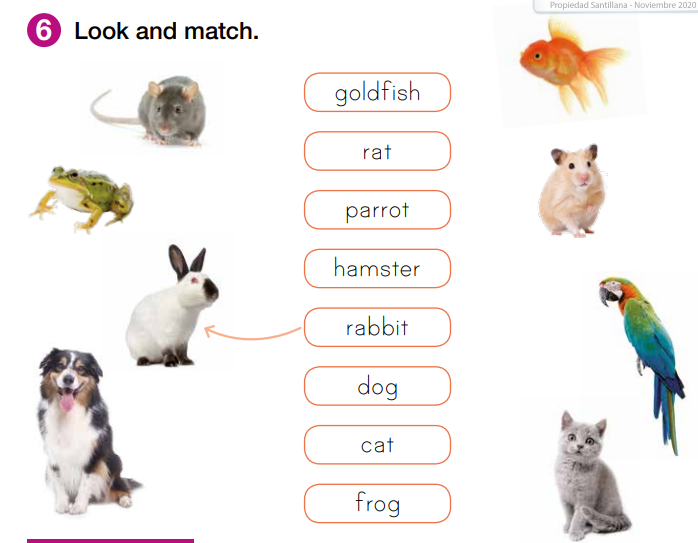 Propiedad Santillana - Noviembre 2020
6 Look and match.
goldfish
rat
parrot
hamster
rabbit
dog
cat
frog